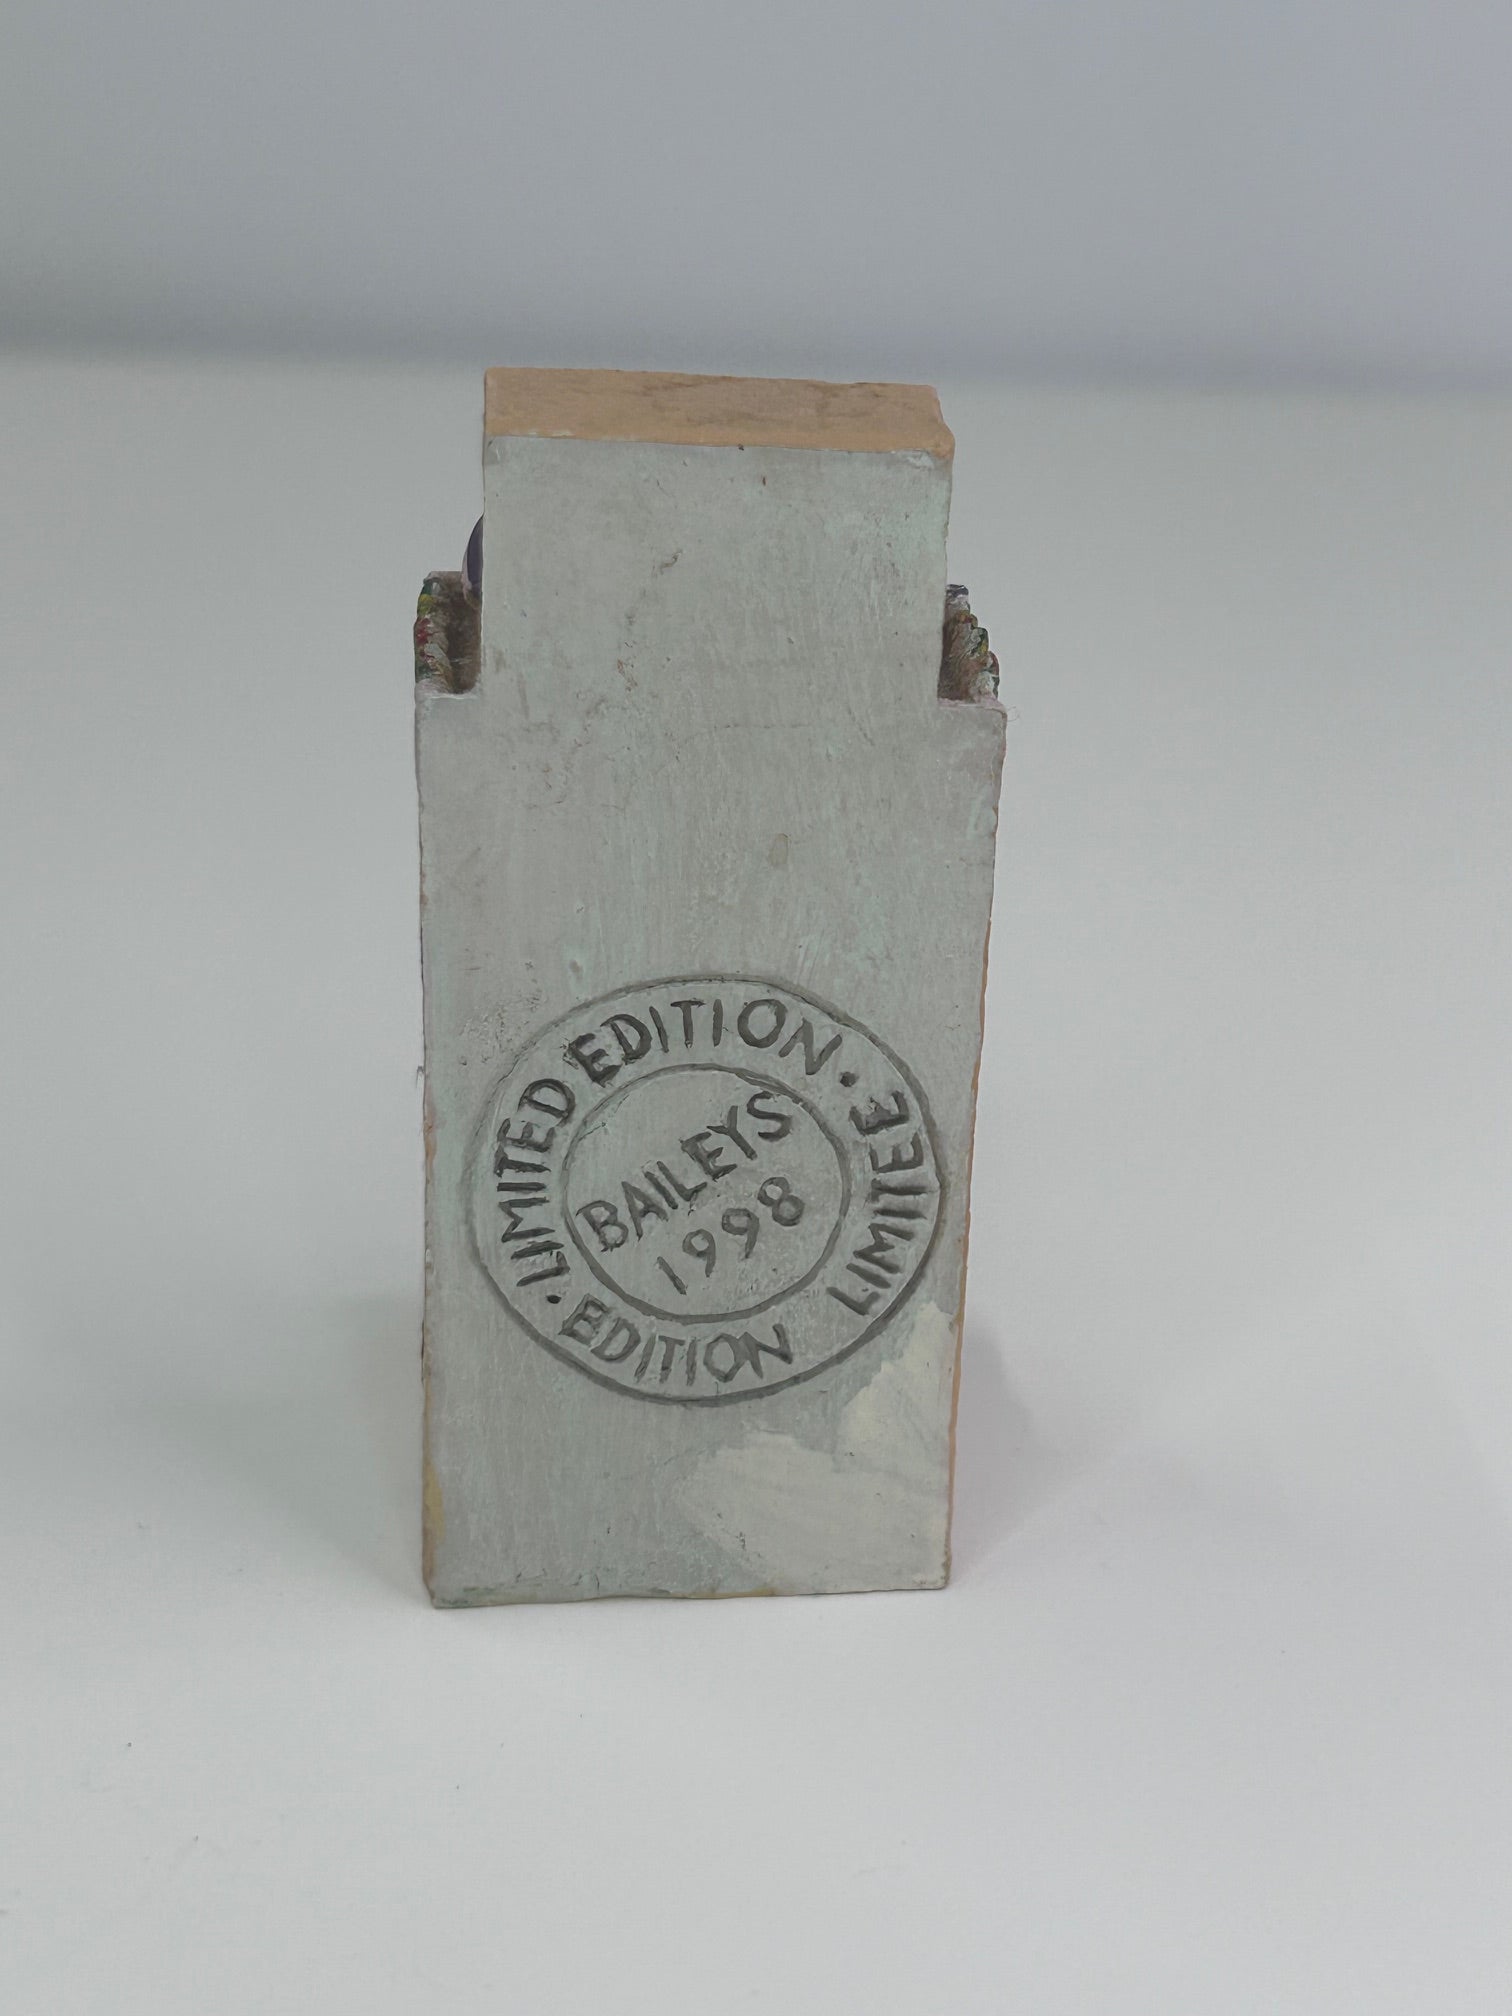 LIMITED EDITION · EDITION LIMITEE ·
BAILEYS
1998